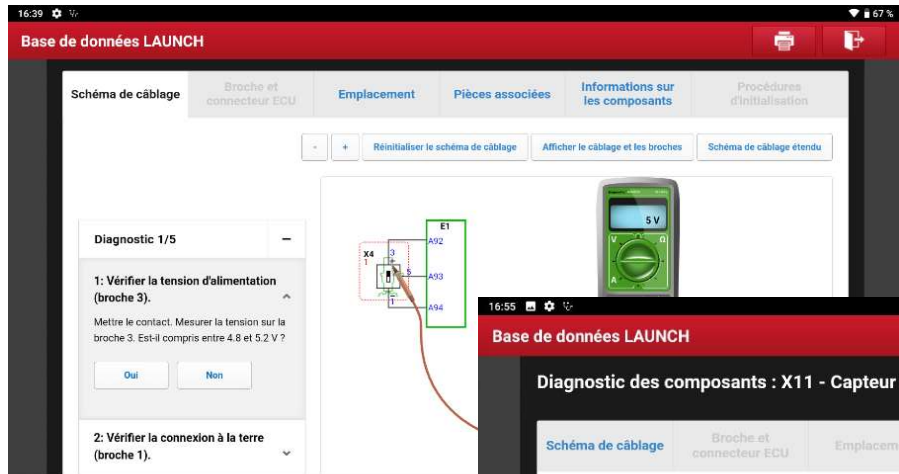 16:39
67 %
Base de données LAUNCH
Schéma de câblage
Broche et
connecteur ECU
Emplacement
Pièces associées
Informations sur
les composants
Procédures
d'initialisation
-
+
Réinitialiser le schéma de câblage
Afficher le câblage et les broches
Schéma de câblage étendu
Diagnostic 1/5
1: Vérifier la tension d'alimentation
(broche 3).
Mettre le contact. Mesurer la tension sur la
broche 3. Est-il compris entre 4.8 et 5.2 V ?
Oui
Non
2: Vérifier la connexion à la terre
(broche 1).
E1
A92
X4
1
3
5
A93
1
A94
5 V
V
Ω
A
16:55
Base de données LAUNCH
Diagnostic des composants : X11 - Capteur
Schéma de câblage
Broche et
connecteur ECU
Emplacem